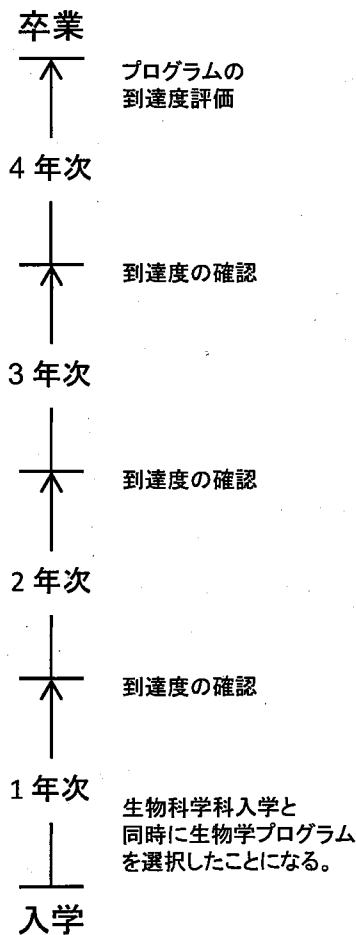 卒業
プログラムの
到達度評価
4年次
到達度の確認
3年次
到達度の確認
2年次
到達度の確認
1年次
生物科学科入学と
同時に生物学プログラム
を選択したことになる。
入学